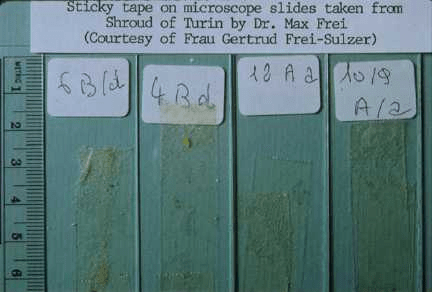 Sticky tape on microscope slides taken from
Shroud of Turin by Dr. Max Frei
(Courtesy of Frau Gertrud Frei-Sulzer)
6 B/d
4 B d
12 A a
10/9
A/a
1
2
3
4
5
6